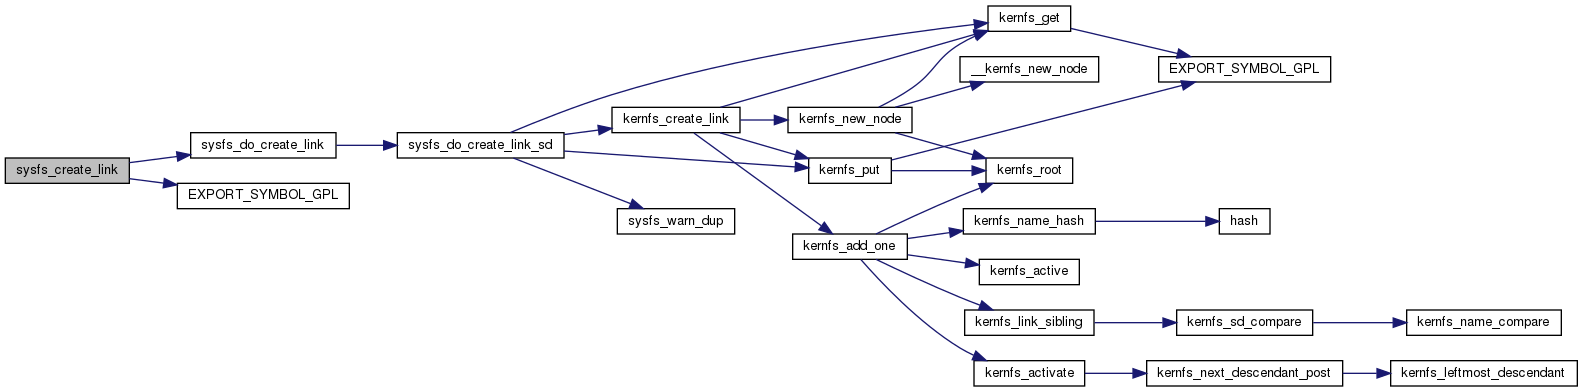 kernfs_get
EXPORT_SYMBOL_GPL
__kernfs_new_node
kernfs_create_link
kernfs_new_node
sysfs_do_create_link
sysfs_do_create_link_sd
sysfs_create_link
kernfs_put
kernfs_root
EXPORT_SYMBOL_GPL
sysfs_warn_dup
kernfs_name_hash
hash
kernfs_add_one
kernfs_active
kernfs_link_sibling
kernfs_sd_compare
kernfs_name_compare
kernfs_activate
kernfs_next_descendant_post
kernfs_leftmost_descendant